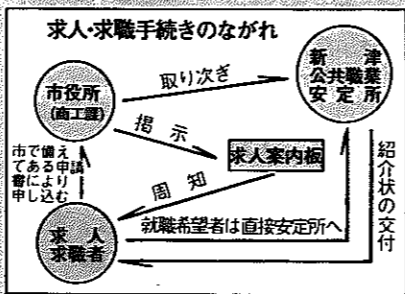 求人・求職手続きのながれ
市役所
(商工課)
取り次ぎ
新津
公共職業
安定所
掲示
求人案内板
周知
市で備え
てある申請
書により
申し込む
求人
求職者
就職希望者は直接安定所へ
紹介状の交付